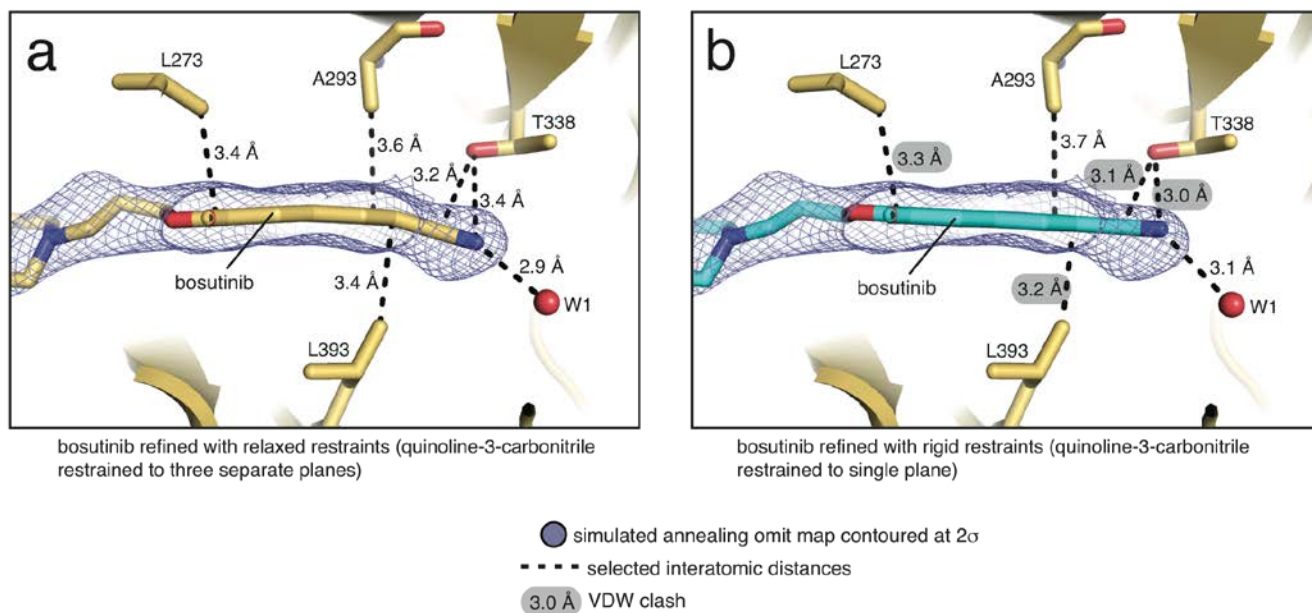 a
L273
A293
T338
3.4 Å
3.6 Å
3.2 Å
3.4 Å
bosutinib
2.9 Å
3.4 Å
W1
L393
bosutinib refined with relaxed restraints (quinoline-3-carbonitrile
restrained to three separate planes)
b
L273
A293
T338
3.3 Å
3.7 Å
3.1 Å
3.0 Å
bosutinib
3.1 Å
3.2 Å
W1
L393
bosutinib refined with rigid restraints (quinoline-3-carbonitrile
restrained to single plane)
simulated annealing omit map contoured at 2σ
selected interatomic distances
3.0 Å VDW clash